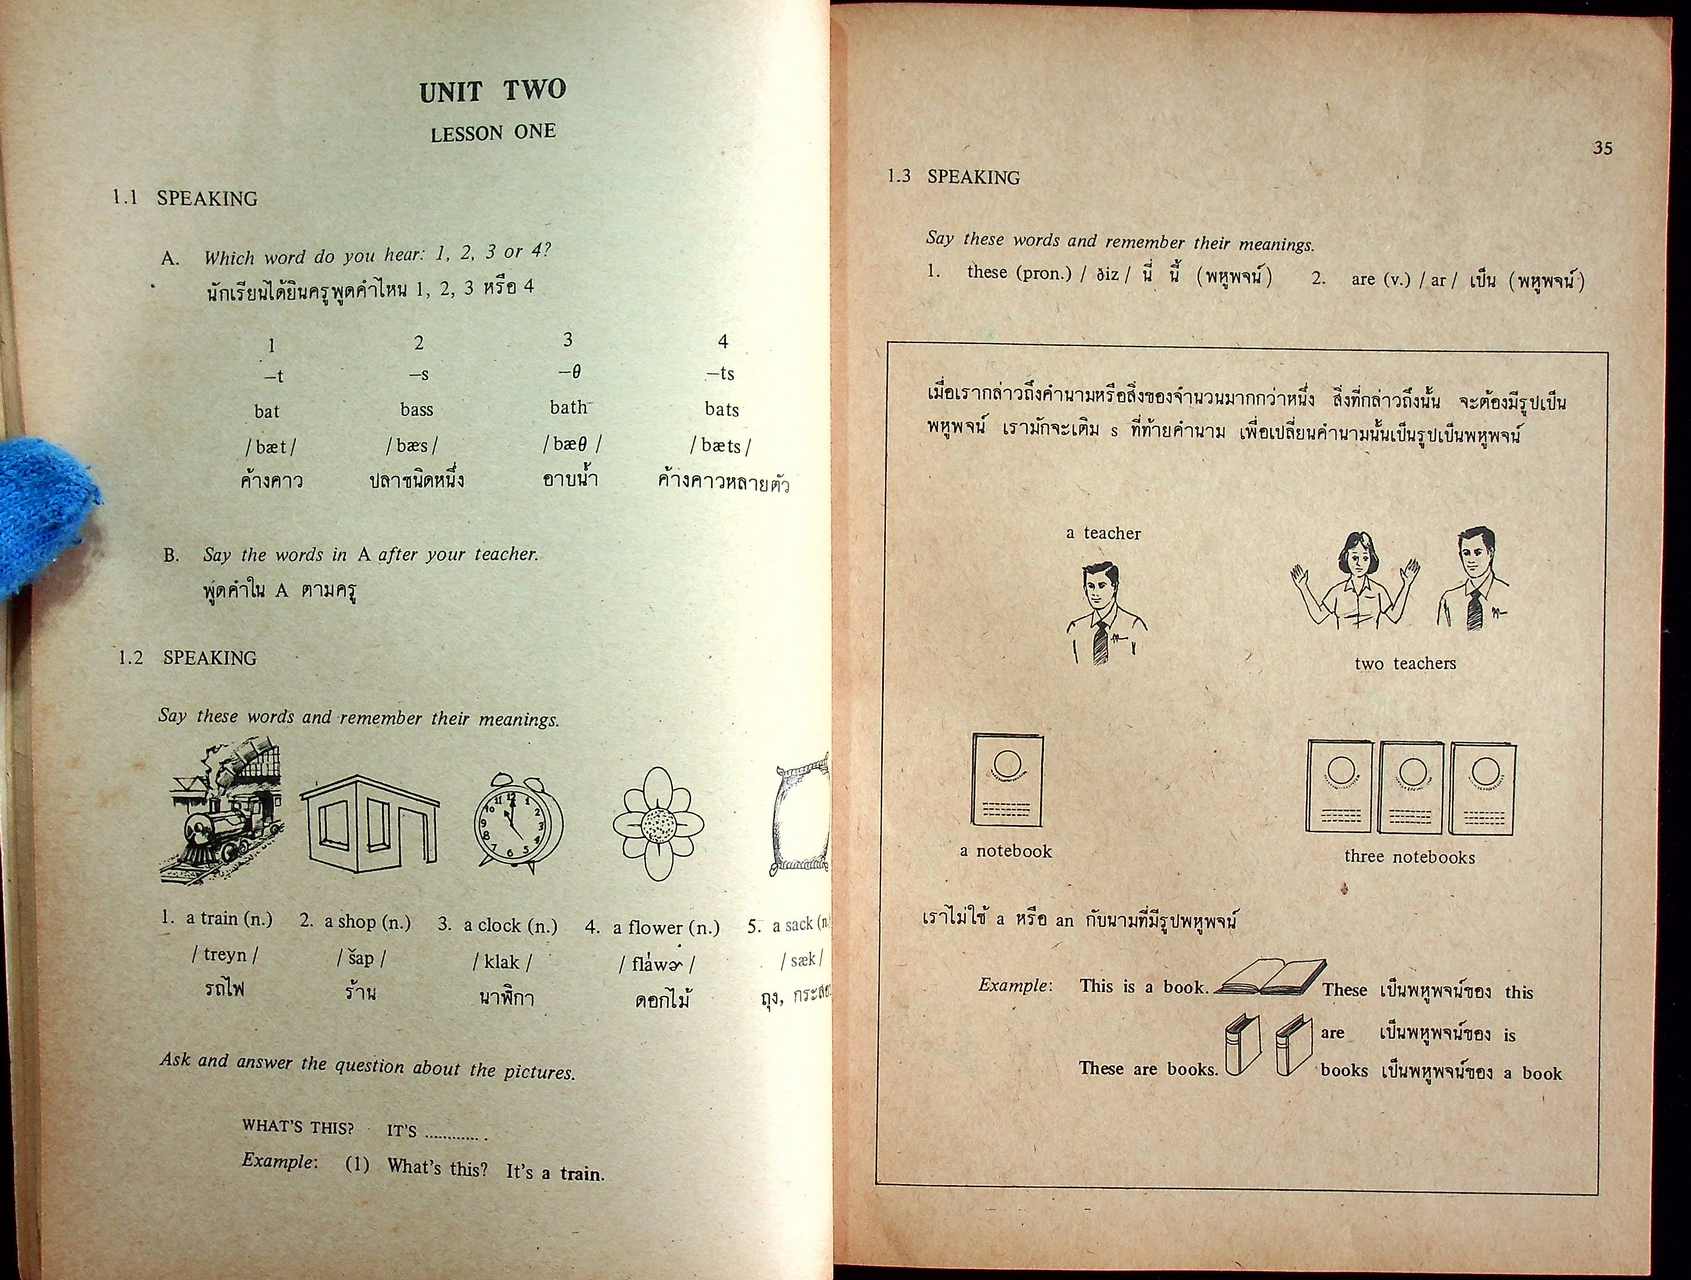 UNIT TWO
LESSON ONE
1.1 SPEAKING
A. Which word do you hear: 1, 2, 3 or 4?
นักเรียนได้ยินครูพูดคำไหน 1, 2, 3 หรือ 4
1 2 3 4
–t –s –θ –ts
bat bass bath bats
/ bæt / / bæs / / bæθ / / bæts /
ค้างคาว ปลาชนิดหนึ่ง อาบน้ำ ค้างคาวหลายตัว
B. Say the words in A after your teacher.
พูดคำใน A ตามครู
1.2 SPEAKING
Say these words and remember their meanings.
1. a train (n.) 2. a shop (n.) 3. a clock (n.) 4. a flower (n.) 5. a sack (n.
/ treyn / / šap / / klak / / fláwɚ / / sæk /
รถไฟ ร้าน นาฬิกา ดอกไม้ ถุง,
Ask and answer the question about the pictures.
WHAT'S THIS? IT'S ............ .
Example: (1) What's this? It's a train.
35
1.3 SPEAKING
Say these words and remember their meanings.
1. these (pron.) / ðiz / นี่ นี้ (พหูพจน์) 2. are (v.) / ar / เป็น (พหูพจน์)
เมื่อเรากล่าวถึงคำนามหรือสิ่งของจำนวนมากกว่าหนึ่ง สิ่งที่กล่าวถึงนั้น จะต้องมีรูปเป็น
พหูพจน์ เรามักจะเติม s ที่ท้ายคำนาม เพื่อเปลี่ยนคำนามนั้นเป็นรูปเป็นพหูพจน์
a teacher
two teachers
a notebook
three notebooks
เราไม่ใช้ a หรือ an กับนามที่มีรูปพหูพจน์
Example: This is a book. These เป็นพหูพจน์ของ this
are เป็นพหูพจน์ของ is
These are books. books เป็นพหูพจน์ของ a book